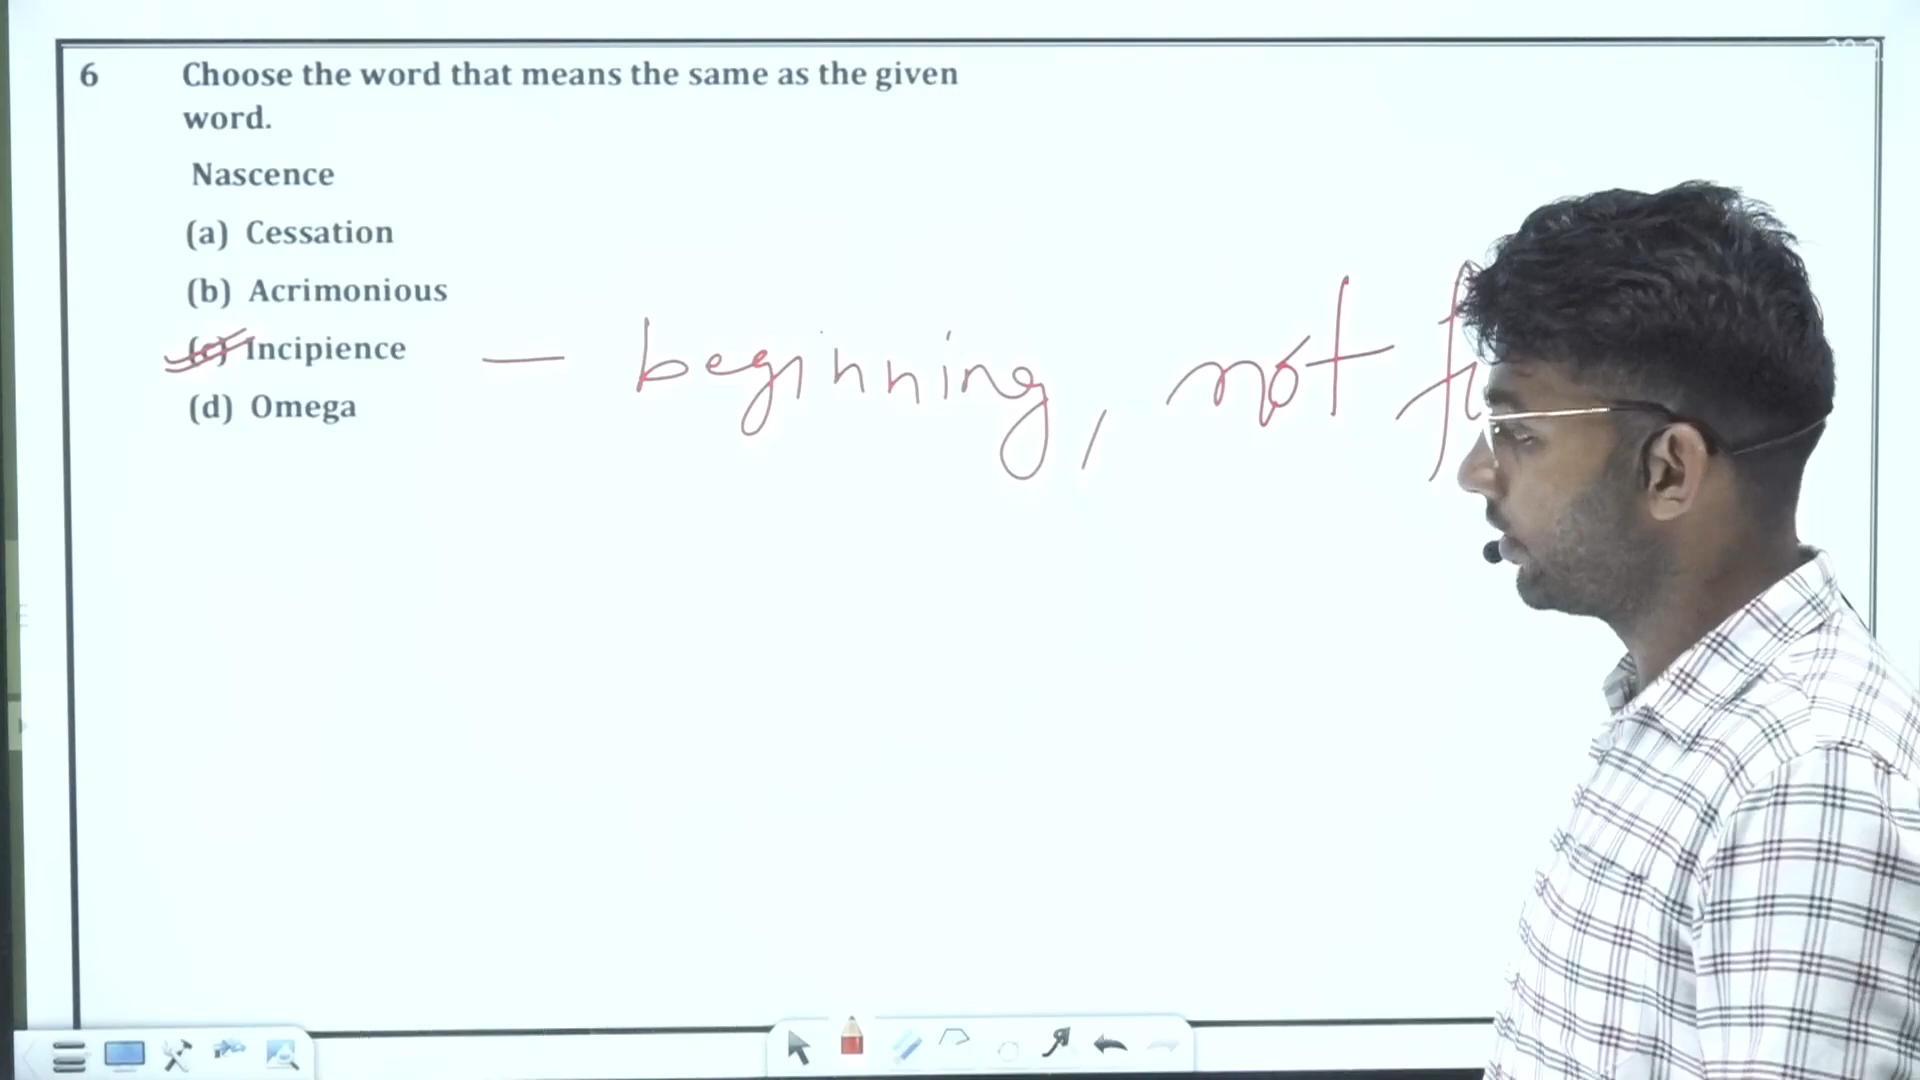 6 Choose the word that means the same as the given
word.
Nascence
(a) Cessation
(b) Acrimonious
(c) Incipience — beginning, not
(d) Omega